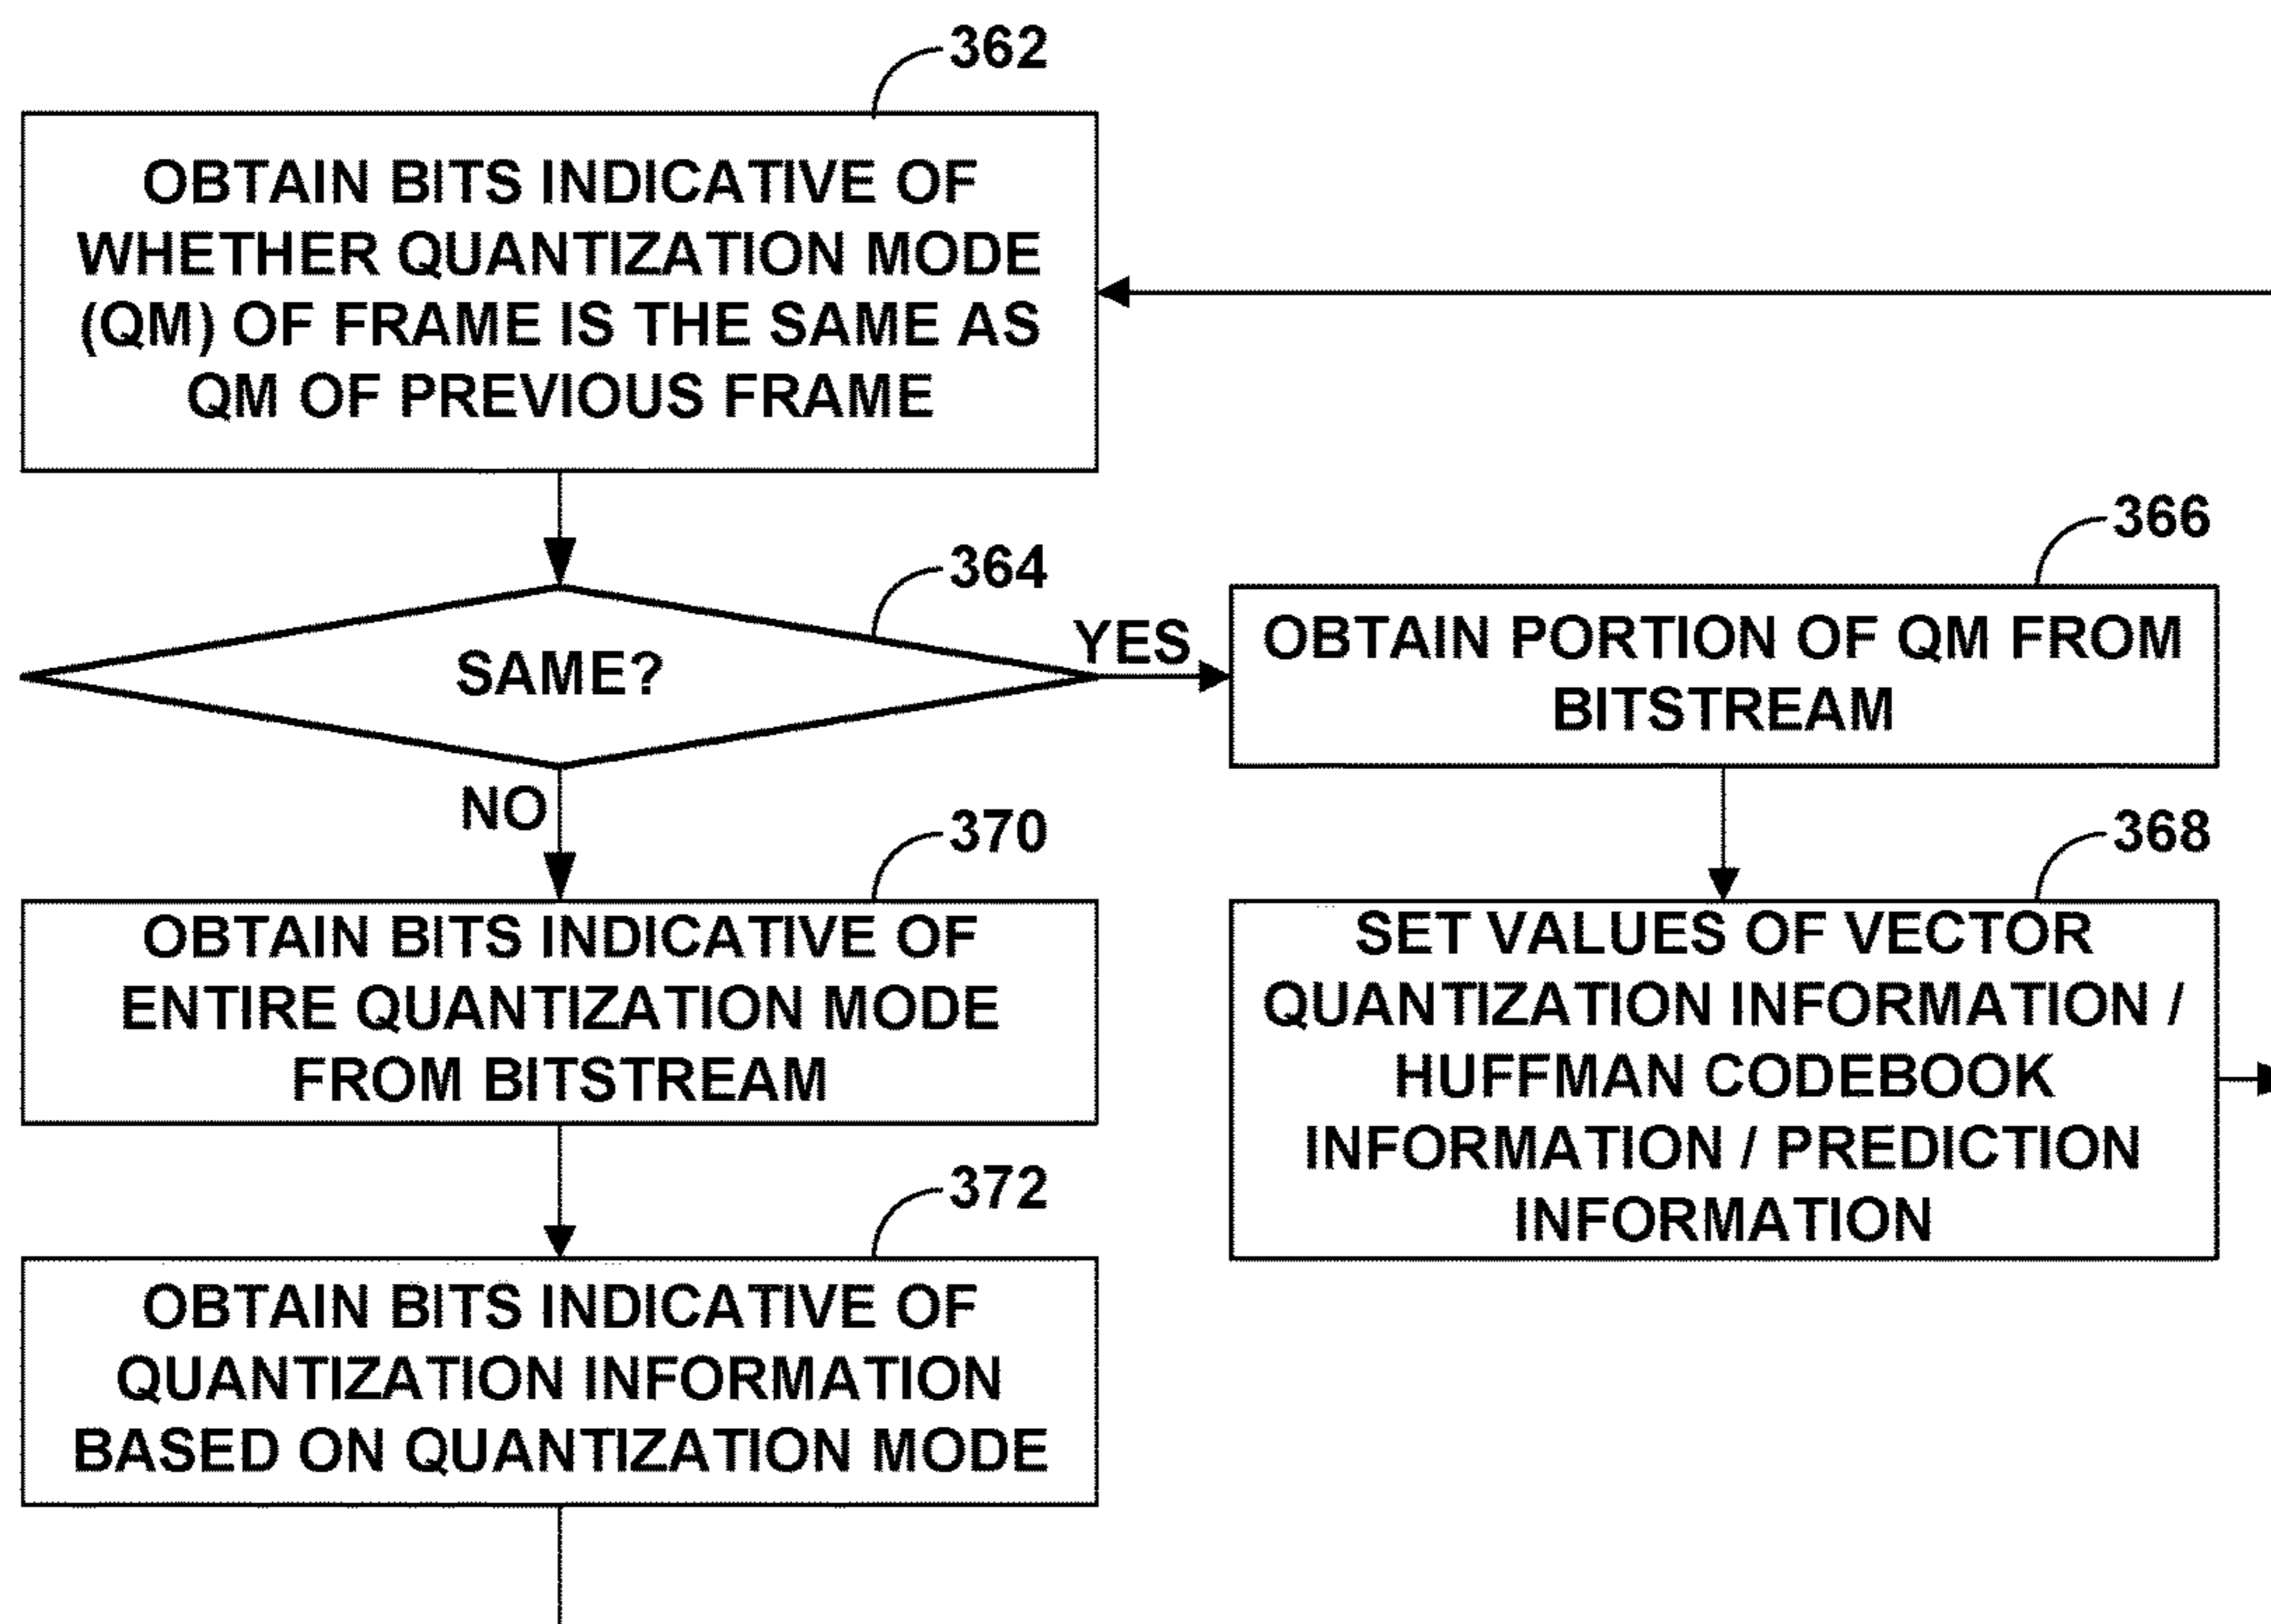 362
OBTAIN BITS INDICATIVE OF
WHETHER QUANTIZATION MODE
(QM) OF FRAME IS THE SAME AS
QM OF PREVIOUS FRAME
364
SAME?
YES
366
OBTAIN PORTION OF QM FROM
BITSTREAM
NO
370
OBTAIN BITS INDICATIVE OF
ENTIRE QUANTIZATION MODE
FROM BITSTREAM
368
SET VALUES OF VECTOR
QUANTIZATION INFORMATION /
HUFFMAN CODEBOOK
INFORMATION / PREDICTION
INFORMATION
372
OBTAIN BITS INDICATIVE OF
QUANTIZATION INFORMATION
BASED ON QUANTIZATION MODE